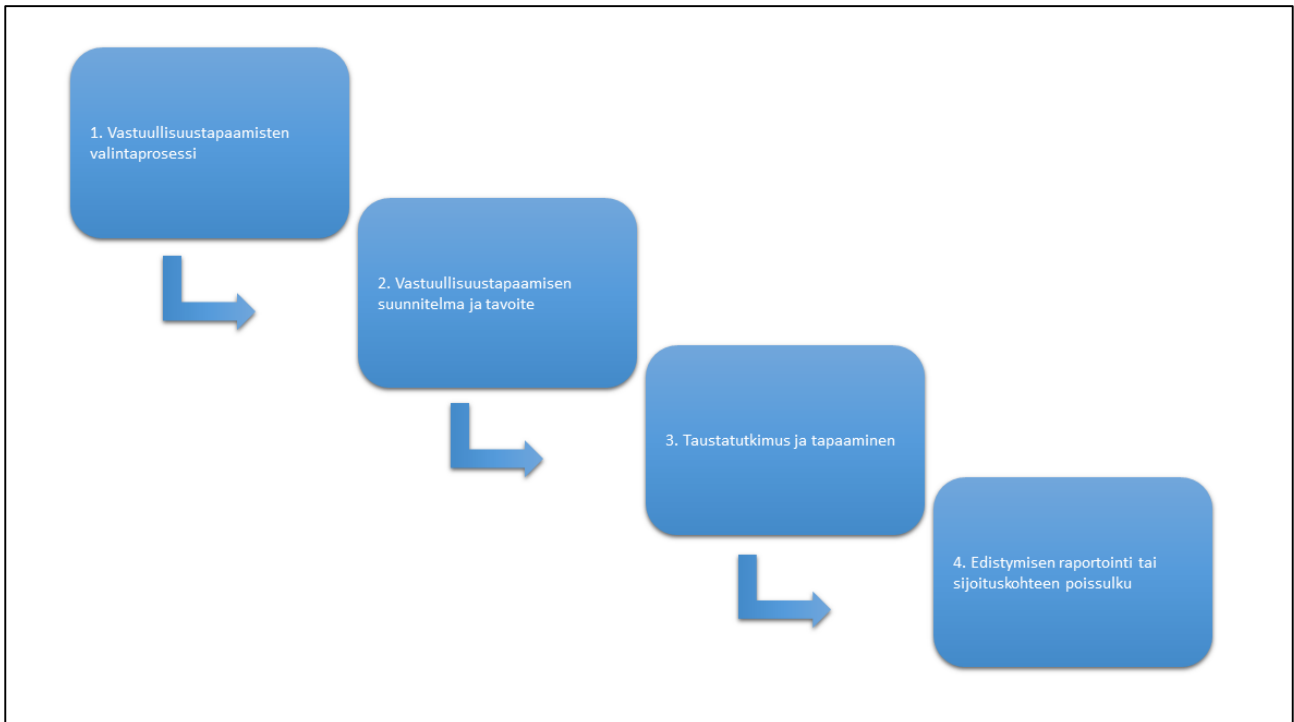 1. Vastuullisuustapaamisten
valintaprosessi
2. Vastuullisuustapaamisen
suunnitelma ja tavoite
3. Taustatutkimus ja tapaaminen
4. Edistymisen raportointi tai
sijoituskohteen poissulku